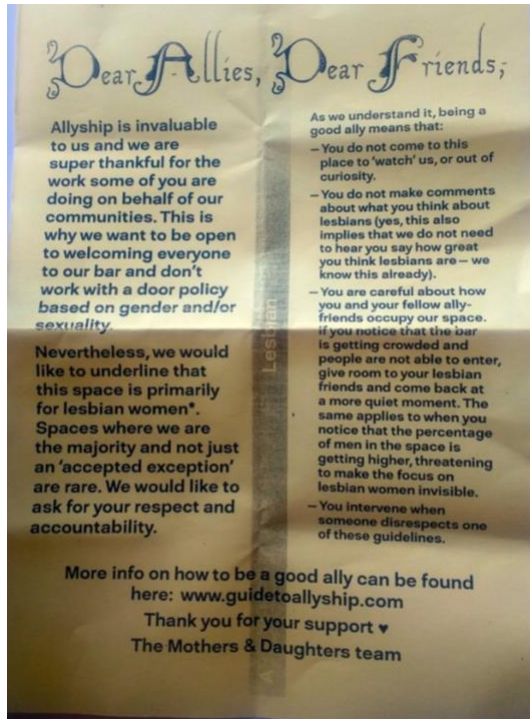 Dear Allies, Dear Friends,
Allyship is invaluable
to us and we are
super thankful for the
work some of you are
doing on behalf of our
communities. This is
why we want to be open
to welcoming everyone
to our bar and don't
work with a door policy
based on gender and/or
sexuality.
Nevertheless, we would
like to underline that
this space is primarily
for lesbian women*.
Spaces where we are
the majority and not just
an 'accepted exception'
are rare. We would like to
ask for your respect and
accountability.
As we understand it, being a
good ally means that:
– You do not come to this
place to 'watch' us, or out of
curiosity.
– You do not make comments
about what you think about
lesbians (yes, this also
implies that we do not need
to hear you say how great
you think lesbians are – we
know this already).
– You are careful about how
you and your fellow ally-
friends occupy our space.
If you notice that the bar
is getting crowded and
people are not able to enter,
give room to your lesbian
friends and come back at
a more quiet moment. The
same applies to when you
notice that the percentage
of men in the space is
getting higher, threatening
to make the focus on
lesbian women invisible.
– You intervene when
someone disrespects one
of these guidelines.
More info on how to be a good ally can be found
here: www.guidetoallyship.com
Thank you for your support ♥
The Mothers & Daughters team
A
Lesbian